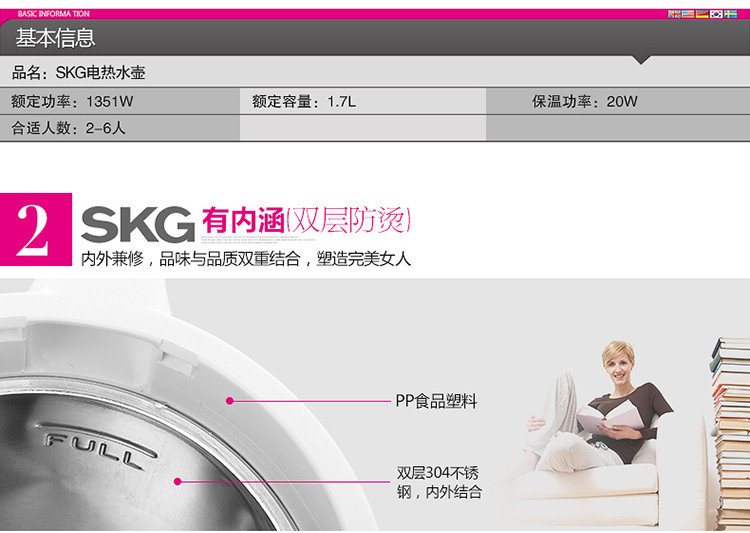 BASIC INFORMATION
基本信息
品名：SKG电热水壶
额定功率：1351W 额定容量：1.7L 保温功率：20W
合适人数：2-6人
2 SKG有内涵(双层防烫)
内外兼修，品味与品质双重结合，塑造完美女人
PP食品塑料
FULL
双层304不锈
钢，内外结合